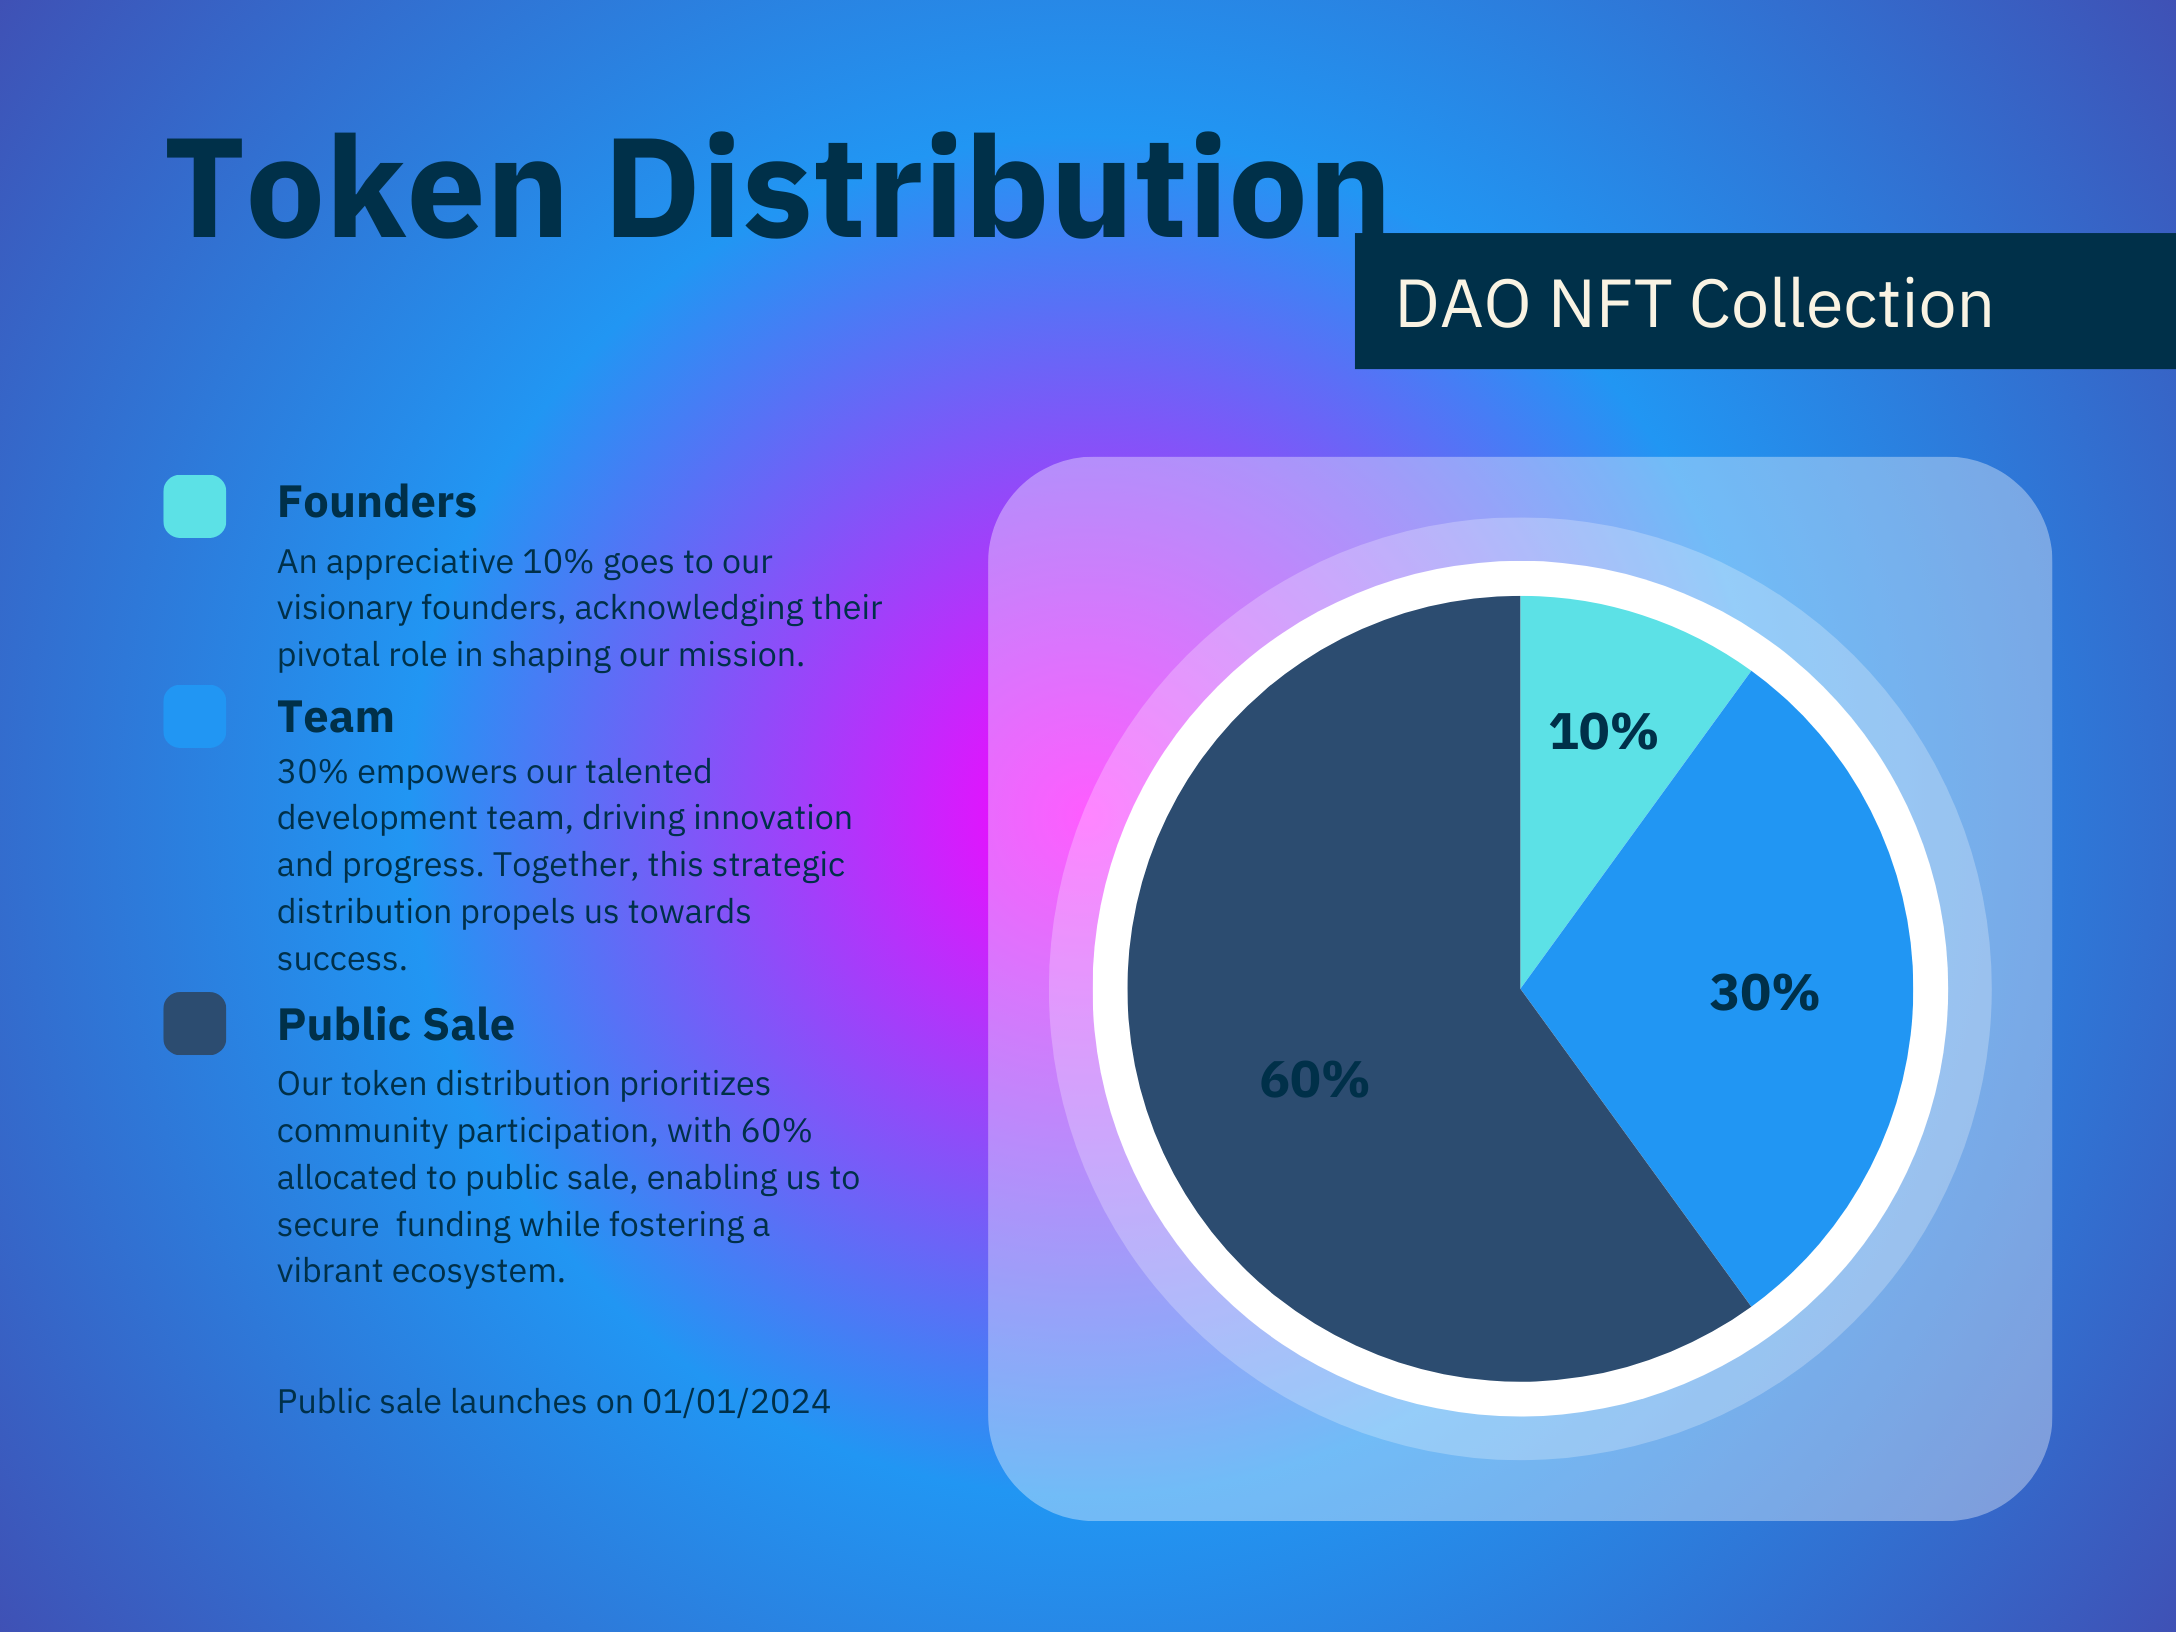 Token Distribution
DAO NFT Collection
Founders
An appreciative 10% goes to our
visionary founders, acknowledging their
pivotal role in shaping our mission.
Team
30% empowers our talented
development team, driving innovation
and progress. Together, this strategic
distribution propels us towards
success.
Public Sale
Our token distribution prioritizes
community participation, with 60%
allocated to public sale, enabling us to
secure  funding while fostering a
vibrant ecosystem.
Public sale launches on 01/01/2024
10%
30%
60%